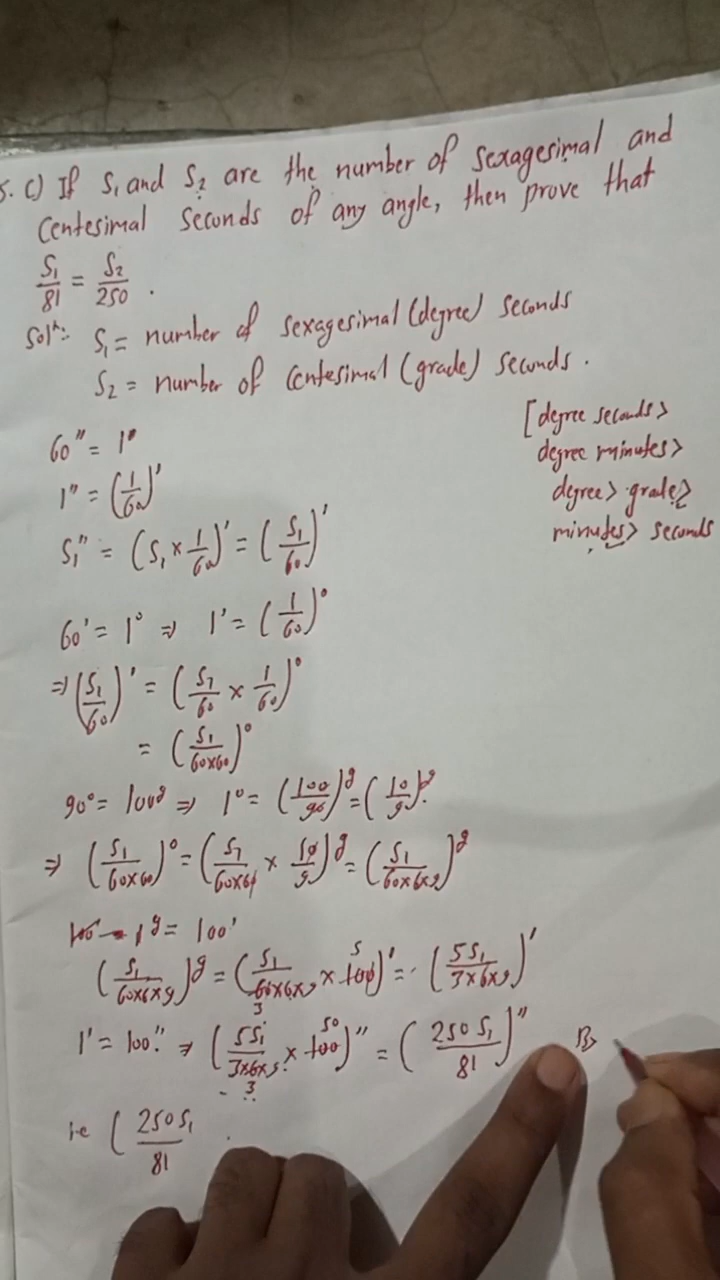 5. c) If S₁ and S₂ are the number of sexagesimal and
Centesimal seconds of any angle, then prove that
S₁/81 = S₂/250 .
Solⁿ: S₁ = number of sexagesimal (degree) seconds
S₂ = number of Centesimal (grade) seconds .
[degree seconds>
degree minutes>
degree> grade>
minutes> seconds
60" = 1'
1" = (1/60)'
S₁" = (S₁ × 1/60)' = (S₁/60)'
60' = 1° ⇒ 1' = (1/60)°
⇒ (S₁/60)' = (S₁/60 × 1/60)°
= (S₁/60×60)°
90° = 100g ⇒ 1° = (100/90)g = (10/9)g
⇒ (S₁/60×60)° = (S₁/60×60 × 10/9)g = (S₁/60×6×9)g
1g = 100'
(S₁/60×6×9)g = (S₁/60×6×9 × 100)' = (5S₁/3×6×9)'
1' = 100" ⇒ (5S₁/3×6×9 × 100)" = (250 S₁/81)"
ie (250 S₁/81